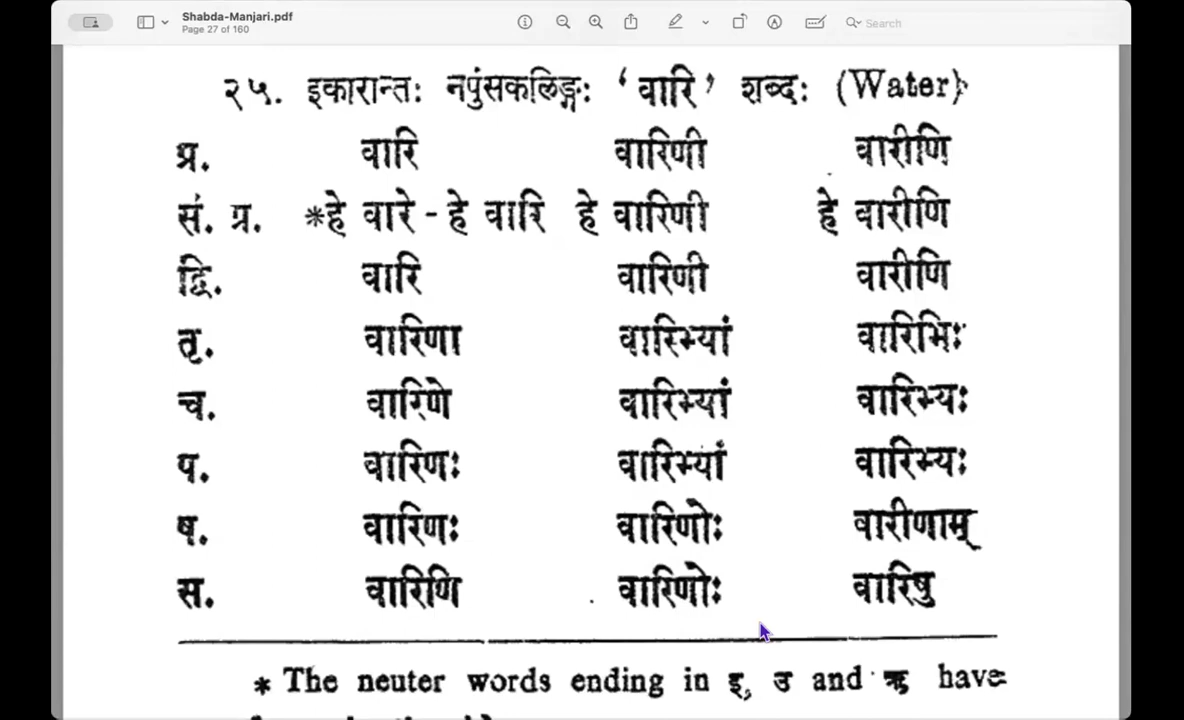 Shabda-Manjari.pdf
Page 27 of 160
Search
२५. इकारान्तः नपुंसकलिङ्गः ‘वारि’ शब्दः (Water)
प्र. वारि वारिणी वारीणि
सं. प्र. *हे वारे - हे वारि हे वारिणी हे वारीणि
द्वि. वारि वारिणी वारीणि
तृ. वारिणा वारिभ्यां वारिभिः
च. वारिणे वारिभ्यां वारिभ्यः
प. वारिणः वारिभ्यां वारिभ्यः
ष. वारिणः वारिणोः वारीणाम्
स. वारिणि वारिणोः वारिषु
* The neuter words ending in इ, उ and ऋ have